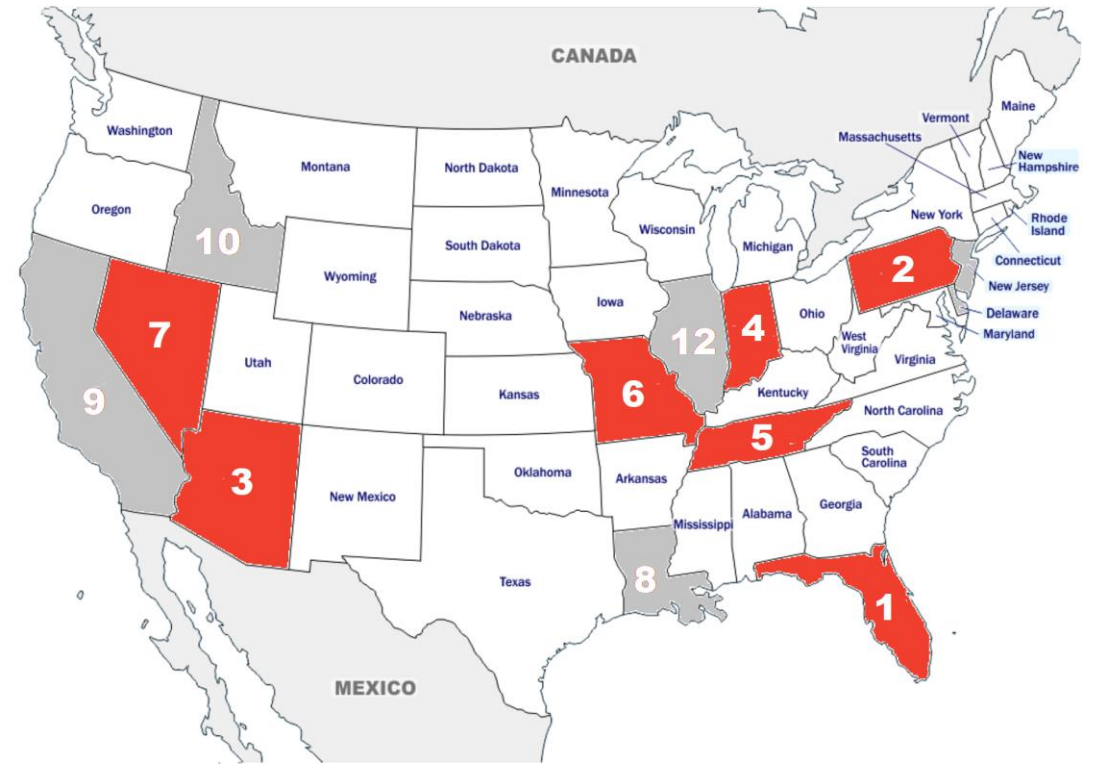 CANADA
Maine
Vermont
Massachusetts
Washington
New
Hampshire
Montana
North Dakota
Minnesota
Oregon
New York
Rhode
Island
Wisconsin
10
South Dakota
Michigan
Connecticut
2
Wyoming
New Jersey
Iowa
Nebraska
4
Ohio
Delaware
7
12
West
Virginia
Maryland
Utah
Virginia
Colorado
Kansas
6
Kentucky
9
North Carolina
5
South
Carolina
Oklahoma
3
Arkansas
New Mexico
Georgia
Alabama
Mississippi
Texas
8
1
MEXICO